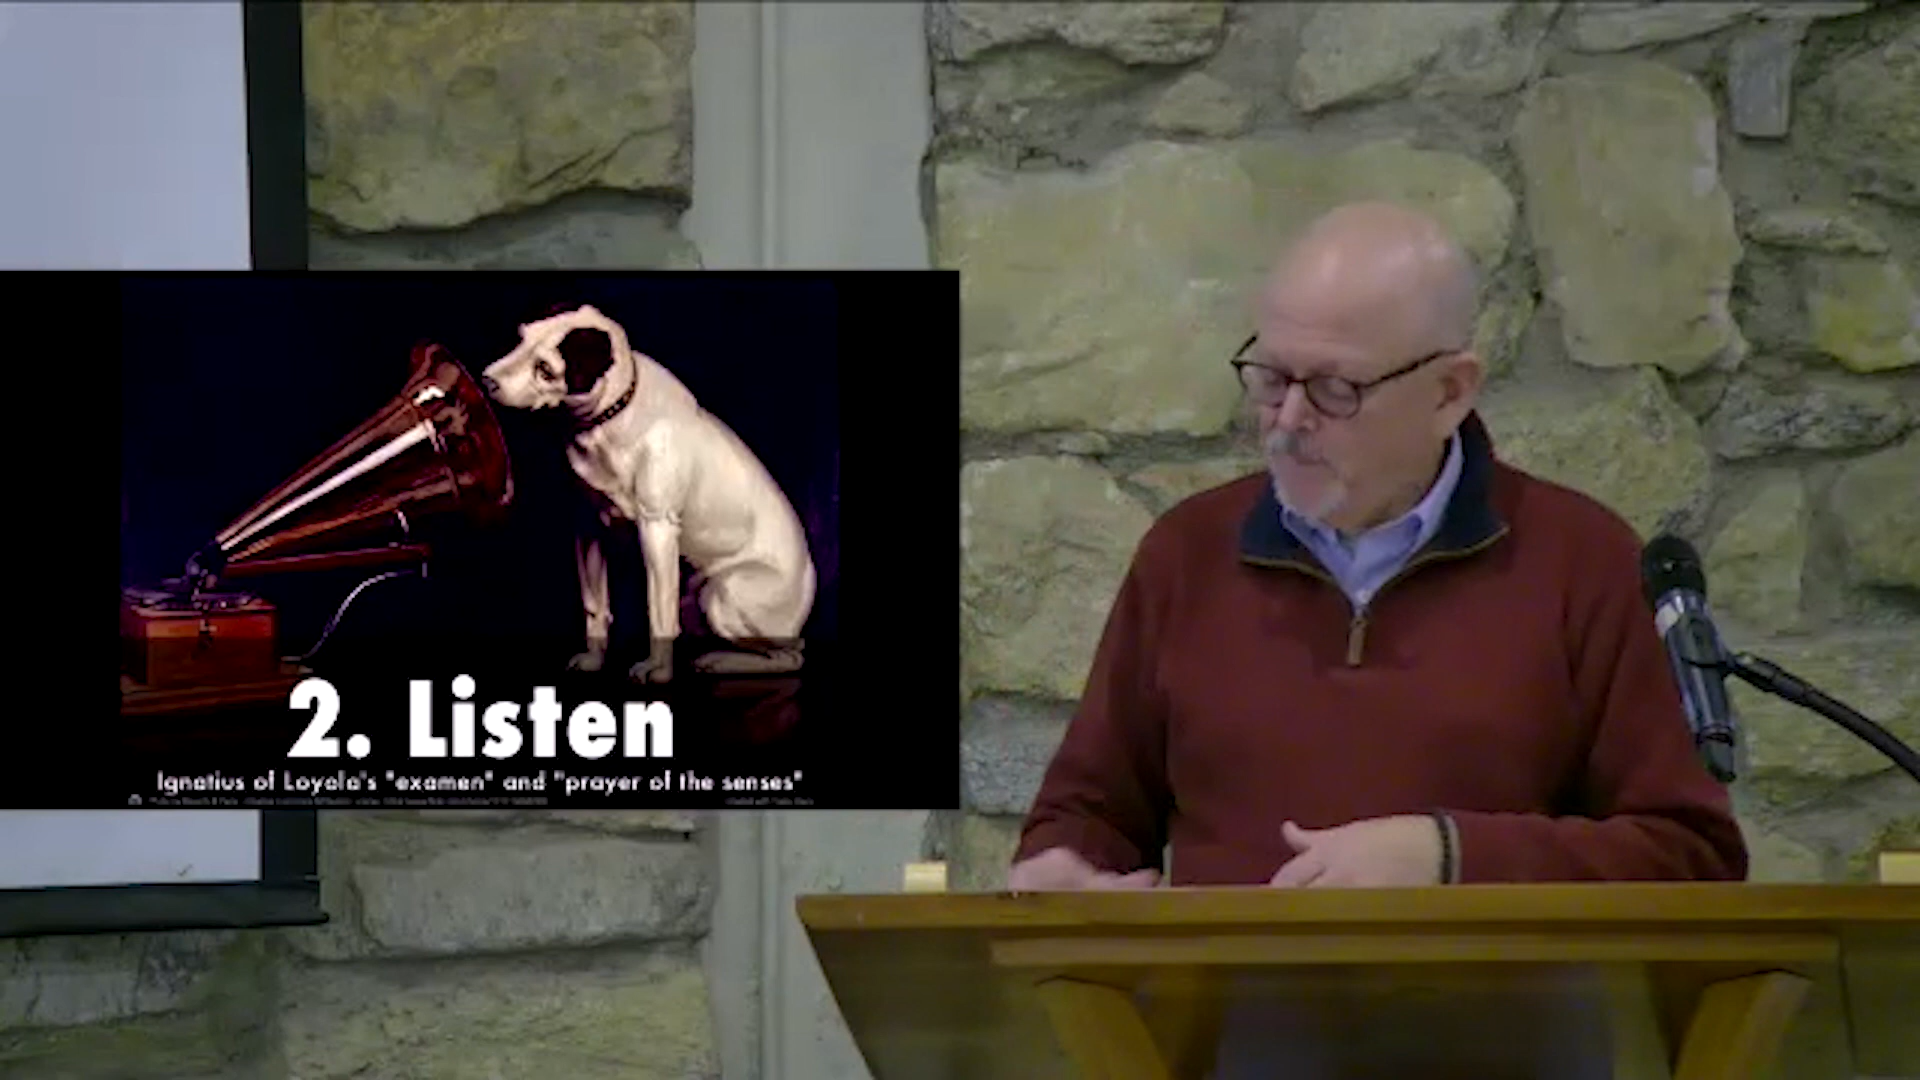 2. Listen
Ignatius of Loyola's "examen" and "prayer of the senses"